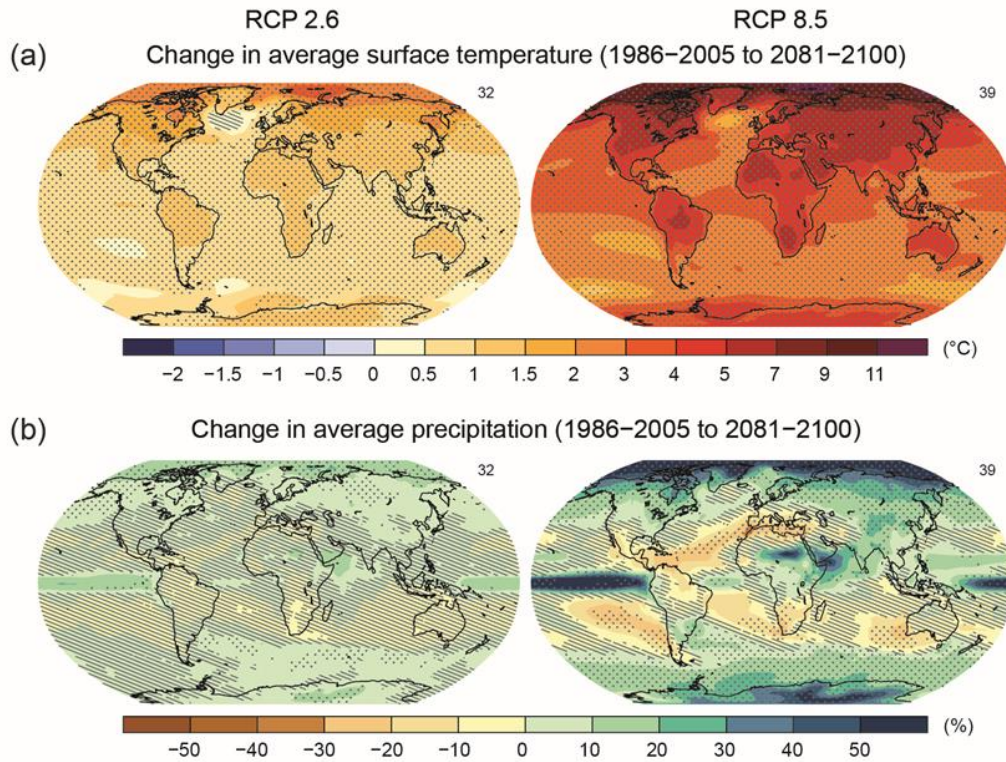 RCP 2.6 RCP 8.5
(a) Change in average surface temperature (1986−2005 to 2081−2100)
32 39
−2 −1.5 −1 −0.5 0 0.5 1 1.5 2 3 4 5 7 9 11 (°C)
(b) Change in average precipitation (1986−2005 to 2081−2100)
32 39
−50 −40 −30 −20 −10 0 10 20 30 40 50 (%)